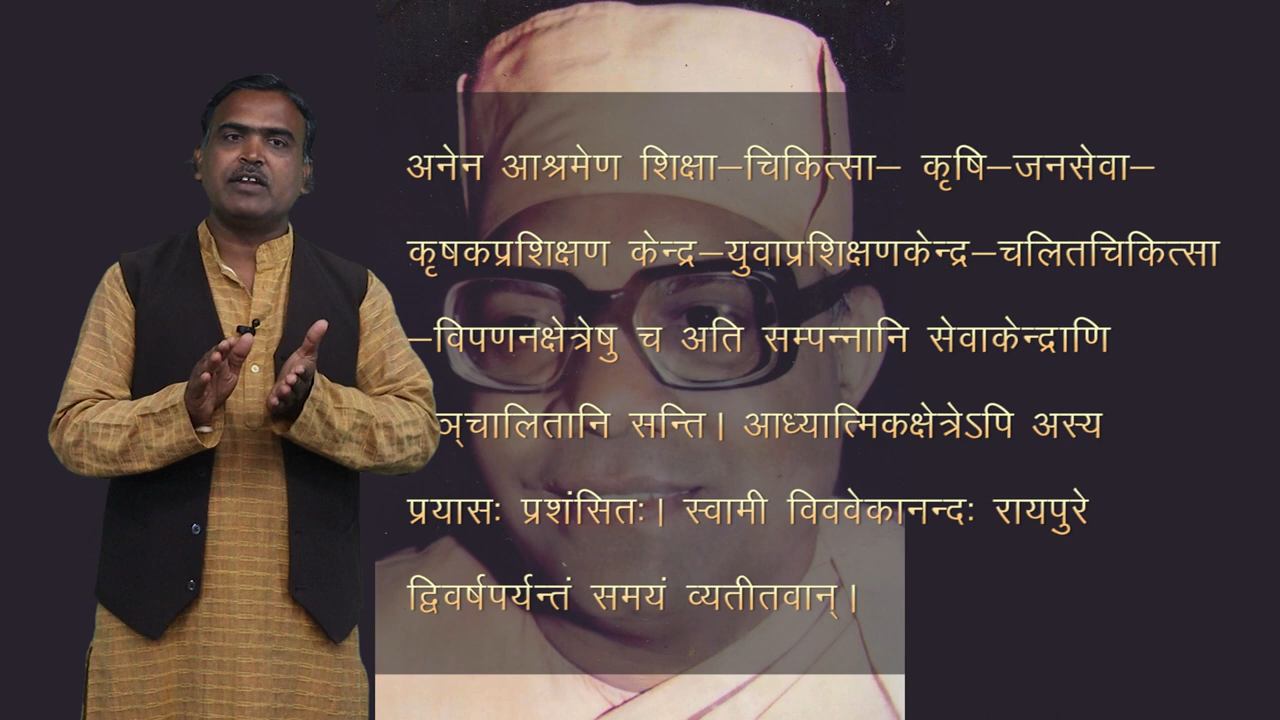 अनेन आश्रमेण शिक्षा–चिकित्सा– कृषि–जनसेवा–
कृषकप्रशिक्षण केन्द्र–युवाप्रशिक्षणकेन्द्र–चलितचिकित्सा
–विपणनक्षेत्रेषु च अति सम्पन्नानि सेवाकेन्द्राणि
सन्ति। आध्यात्मिकक्षेत्रेऽपि अस्य
प्रयासः प्रशंसितः। स्वामी विववेकानन्दः रायपुरे
द्विवर्षपर्यन्तं समयं व्यतीतवान्।